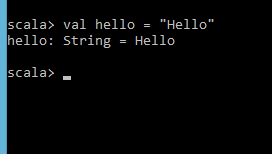 scala> val hello = "Hello"
hello: String = Hello
scala>